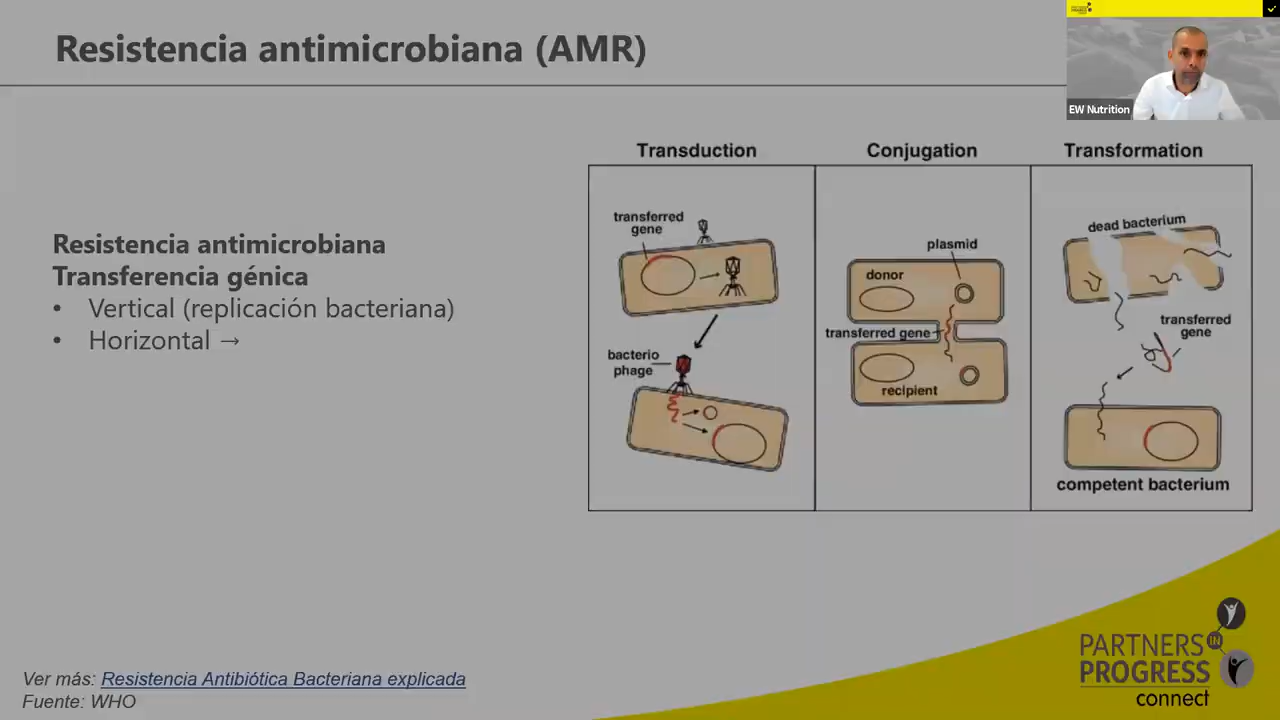 Resistencia antimicrobiana (AMR)
EW Nutrition
Resistencia antimicrobiana
Transferencia génica
• Vertical (replicación bacteriana)
• Horizontal →
Transduction
transferred
gene
bacterio
phage
Conjugation
plasmid
donor
transferred gene
recipient
Transformation
dead bacterium
transferred
gene
competent bacterium
Ver más: Resistencia Antibiótica Bacteriana explicada
Fuente: WHO
PARTNERS
IN
PROGRESS
connect